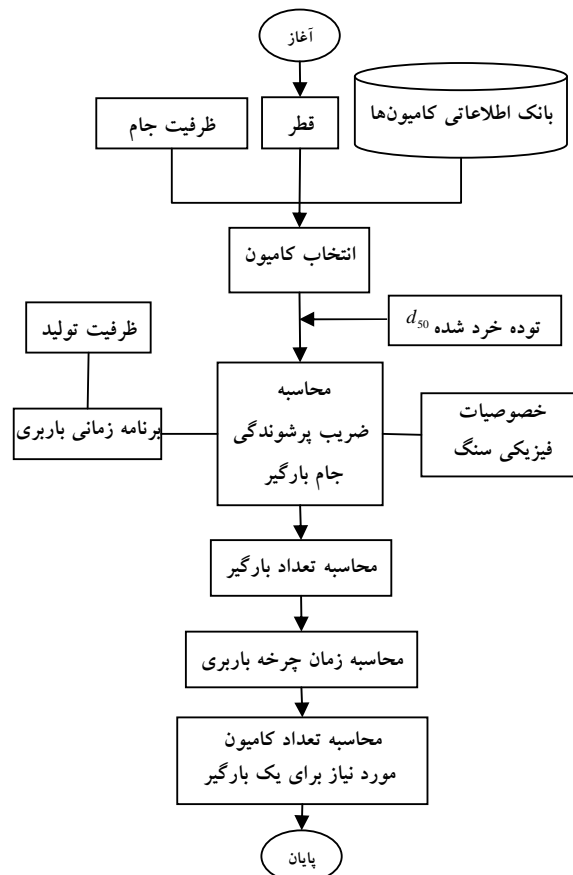 آغاز
بانک اطلاعاتی کامیون‌ها
قطر
ظرفیت جام
انتخاب کامیون
توده خرد شده d50
ظرفیت تولید
محاسبه
ضریب پرشوندگی
جام بارگیر
خصوصیات
فیزیکی سنگ
برنامه زمانی باربری
محاسبه تعداد بارگیر
محاسبه زمان چرخه باربری
محاسبه تعداد کامیون
مورد نیاز برای یک بارگیر
پایان